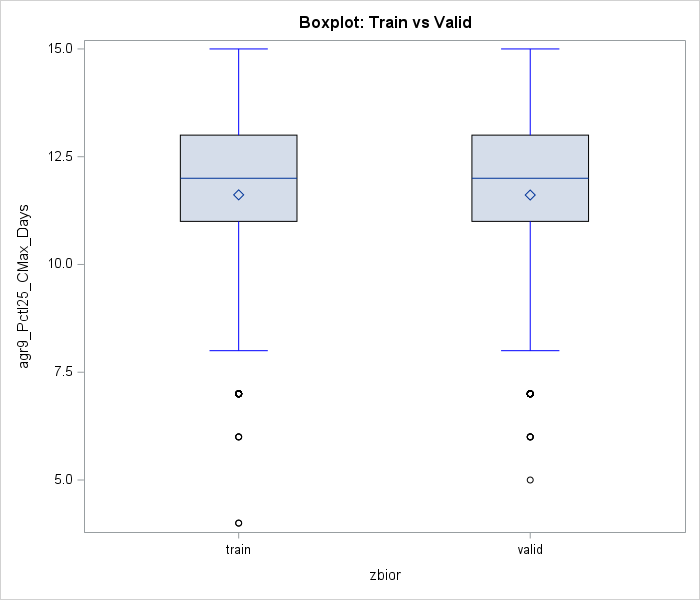 Boxplot: Train vs Valid
15.0
12.5
10.0
7.5
5.0
agr9_Pctl25_CMax_Days
train
valid
zbior